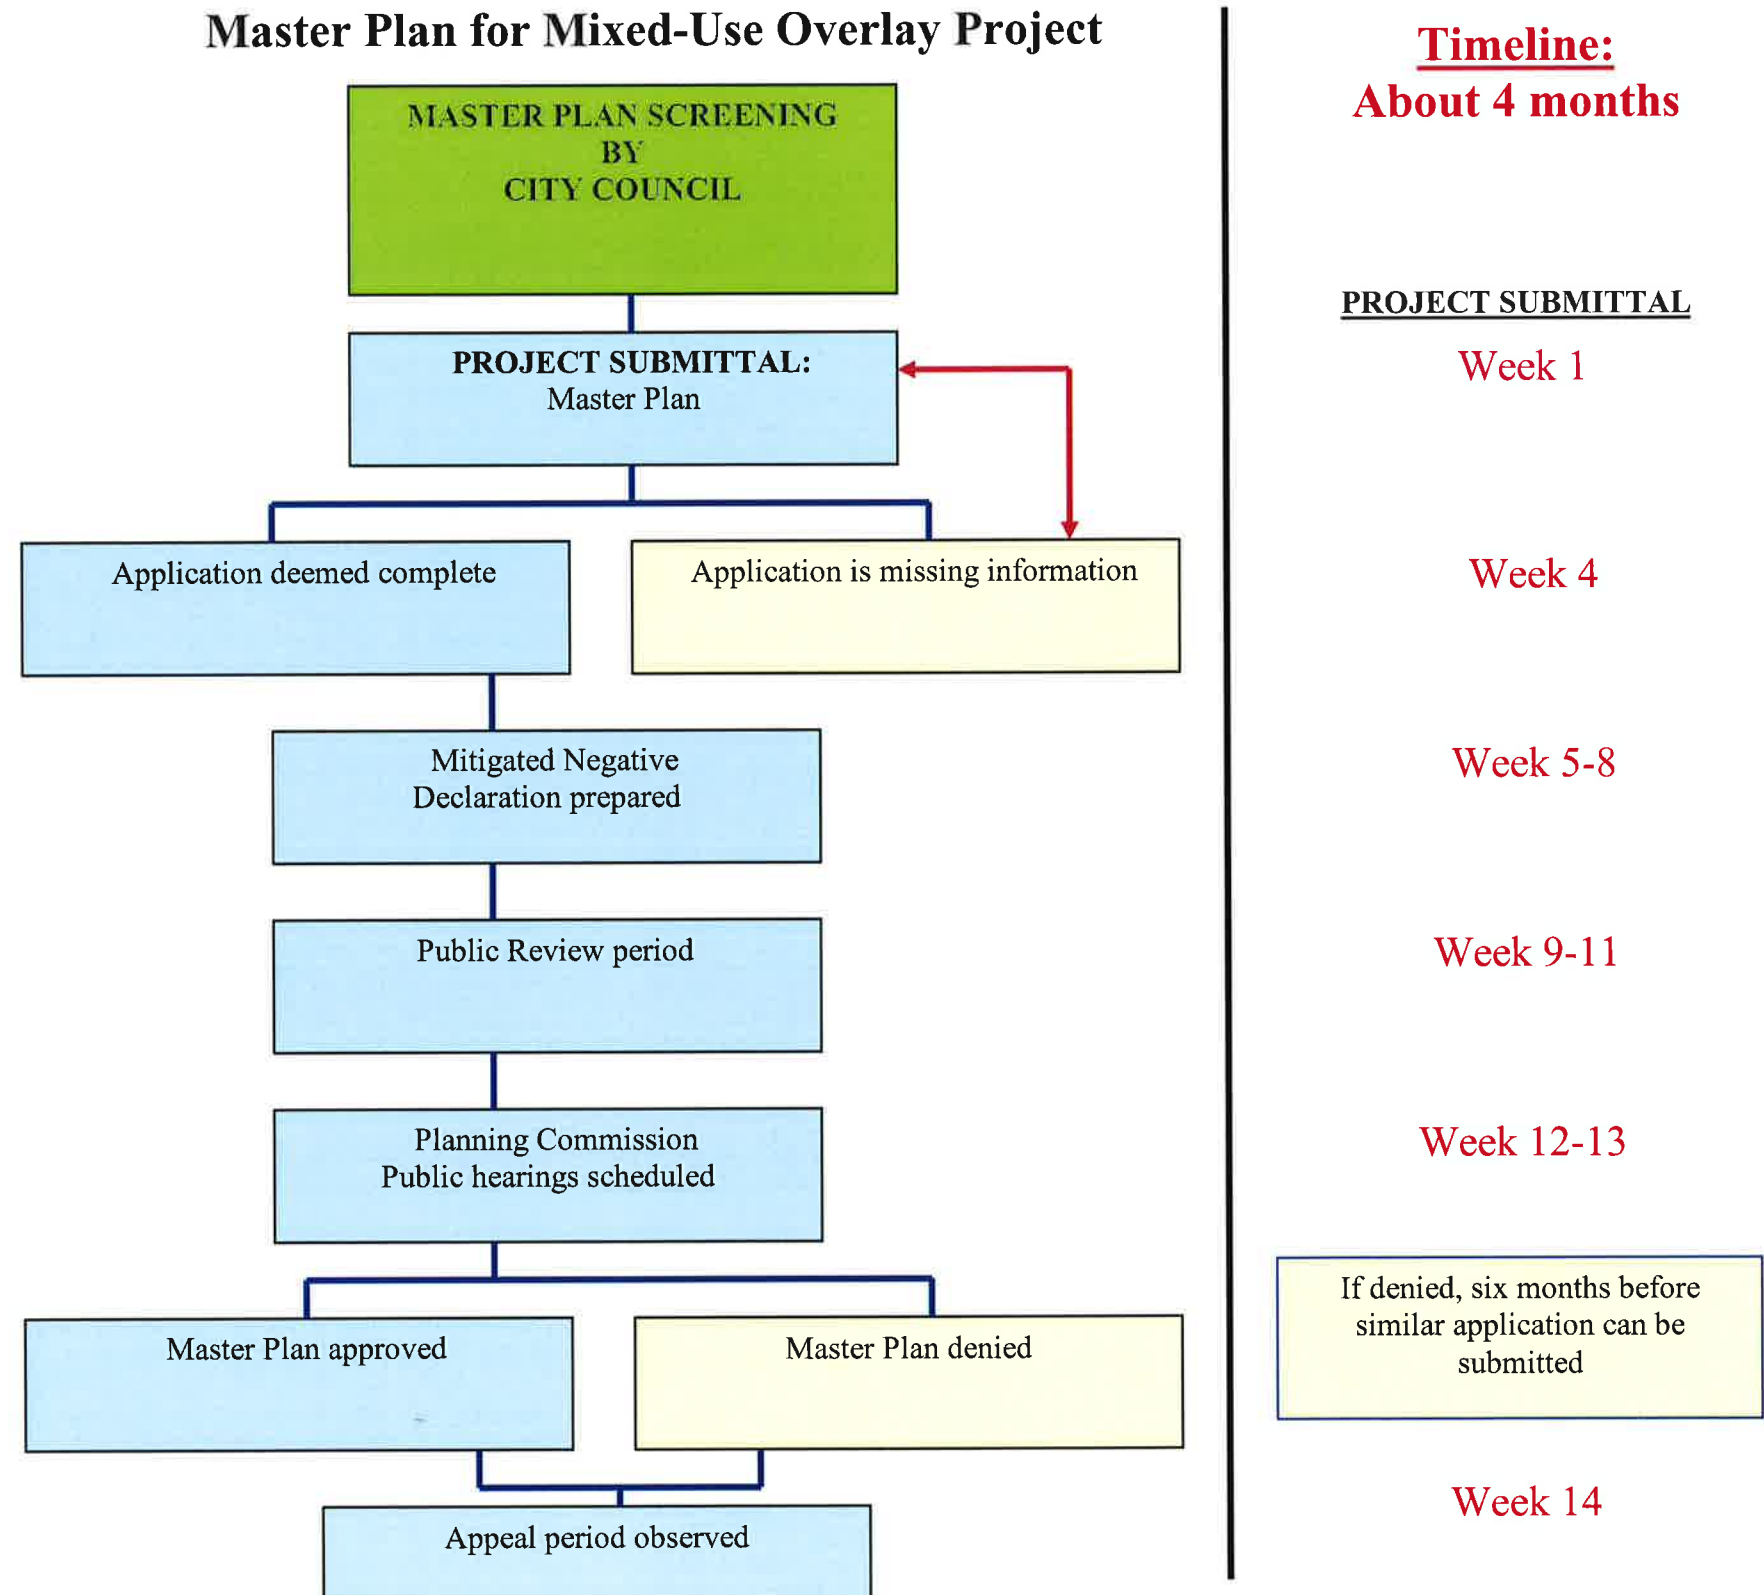 Master Plan for Mixed-Use Overlay Project
MASTER PLAN SCREENING
BY
CITY COUNCIL
PROJECT SUBMITTAL:
Master Plan
Application deemed complete
Application is missing information
Mitigated Negative
Declaration prepared
Public Review period
Planning Commission
Public hearings scheduled
Master Plan approved
Master Plan denied
Appeal period observed
Timeline:
About 4 months
PROJECT SUBMITTAL
Week 1
Week 4
Week 5-8
Week 9-11
Week 12-13
If denied, six months before
similar application can be
submitted
Week 14